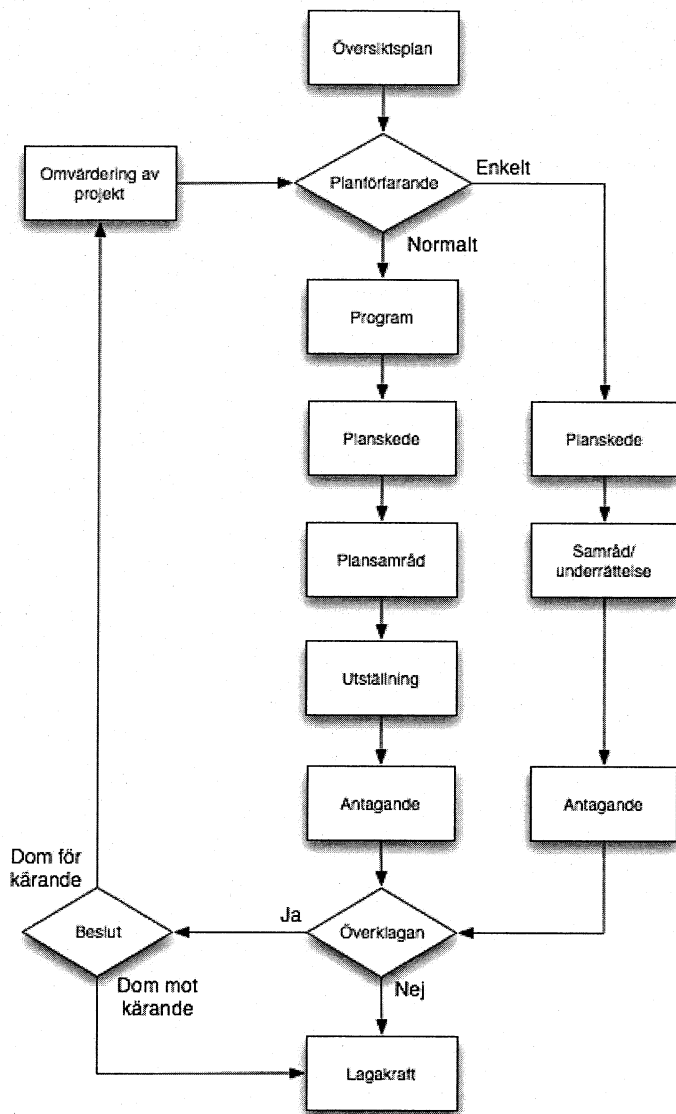 Översiktsplan
Omvärdering av
projekt
Planförfarande
Enkelt
Normalt
Program
Planskede
Planskede
Plansamråd
Samråd/
underrättelse
Utställning
Antagande
Antagande
Dom för
kärande
Beslut
Ja
Överklagan
Dom mot
kärande
Nej
Lagakraft